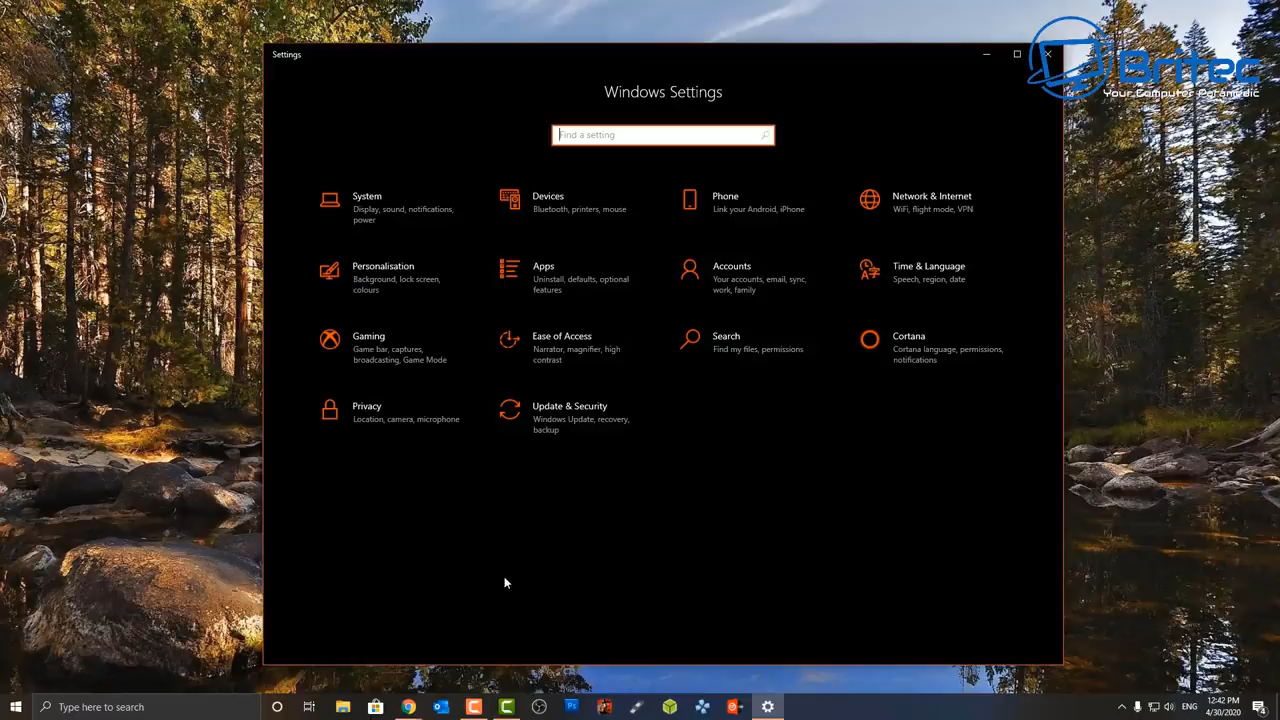 Settings
Britec
Your Computer Paramedic
Windows Settings
Find a setting
System
Display, sound, notifications,
power
Devices
Bluetooth, printers, mouse
Phone
Link your Android, iPhone
Network & Internet
WiFi, flight mode, VPN
Personalisation
Background, lock screen,
colours
Apps
Uninstall, defaults, optional
features
Accounts
Your accounts, email, sync,
work, family
Time & Language
Speech, region, date
Gaming
Game bar, captures,
broadcasting, Game Mode
Ease of Access
Narrator, magnifier, high
contrast
Search
Find my files, permissions
Cortana
Cortana language, permissions,
notifications
Privacy
Location, camera, microphone
Update & Security
Windows Update, recovery,
backup
Type here to search
ENG
12:42 PM
4/30/2020